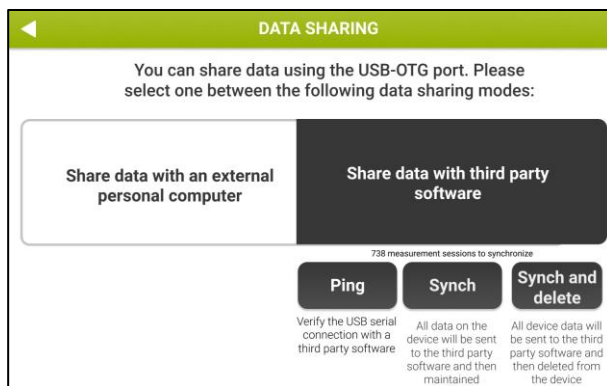 DATA SHARING
You can share data using the USB-OTG port. Please
select one between the following data sharing modes:
Share data with an external
personal computer
Share data with third party
software
738 measurement sessions to synchronize
Ping
Verify the USB serial
connection with a
third party software
Synch
All data on the
device will be sent
to the third party
software and then
maintained
Synch and
delete
All device data will
be sent to the third
party software and
then deleted from
the device